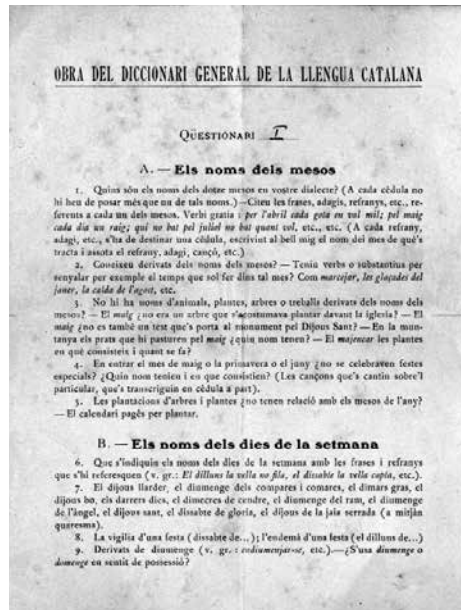 OBRA DEL DICCIONARI GENERAL DE LA LLENGUA CATALANA
QÜESTIONARI I
A. — Els noms dels mesos
1. Quins són els noms dels dotze mesos en vostre dialecte? (A cada cèdula no
hi heu de posar més que un de tals noms.)—Citeu les frases, adagis, refranys, etc., re-
ferents a cada un dels mesos. Verbi gratia : per l'abril cada gota en vol mil; pel maig
cada dia un raig; qui no bat pel juliol no bat quant vol, etc., etc. (A cada refrany,
adagi, etc., s'ha de destinar una cèdula, escrivint al bell mig el nom del mes de què's
tracta i assota el refrany, adagi, cançó, etc.)
2. Coneixeu derivats dels noms dels mesos? — Teniu verbs o substantius per
senyalar per exemple el temps que sol fer dins tal mes? Com marcejar, les glaçades del
janer, la calda de l'agost, etc.
3. No hi ha noms d'animals, plantes, arbres o treballs derivats dels noms dels
mesos? — El maig ¿no era un arbre que s'acostumava plantar davant la iglesia? — El
maig ¿no es també un test que's porta al monument pel Dijous Sant? — En la mun-
tanya els prats que hi pasturen pel maig ¿quin nom tenen? — El majencar les plantes
en què consisteix i quant se fa?
4. En entrar el mes de maig o la primavera o el juny ¿no se celebraven festes
especials? ¿Quin nom tenien i en que consistien? (Les cançons que's cantin sobre'l
particular, que's transcriguin en cèdula a part).
5. Les plantacions d'arbres i plantes ¿no tenen relació amb els mesos de l'any?
— El calendari pagès per plantar.
B. — Els noms dels dies de la setmana
6. Que s'indiquin els noms dels dies de la setmana amb les frases i refranys
que s'hi referesquen (v. gr.: El dilluns la vella no fila, el dissabte la vella copta, etc.).
7. El dijous llarder, el diumenge dels compares i comares, el dimars gras, el
dijous bo, els darrers dies, el dimecres de cendre, el diumenge del ram, el diumenge
de l'àngel, el dijous sant, el dissabte de gloria, el dijous de la jaia serrada (a mitjàn
quaresma).
8. La vigilia d'una festa (dissabte de...); l'endemà d'una festa (el dilluns de...)
9. Derivats de diumenge (v. gr. : endiumenjar-se, etc.).—¿S'usa diumenge o
domenge en sentit de possessió?